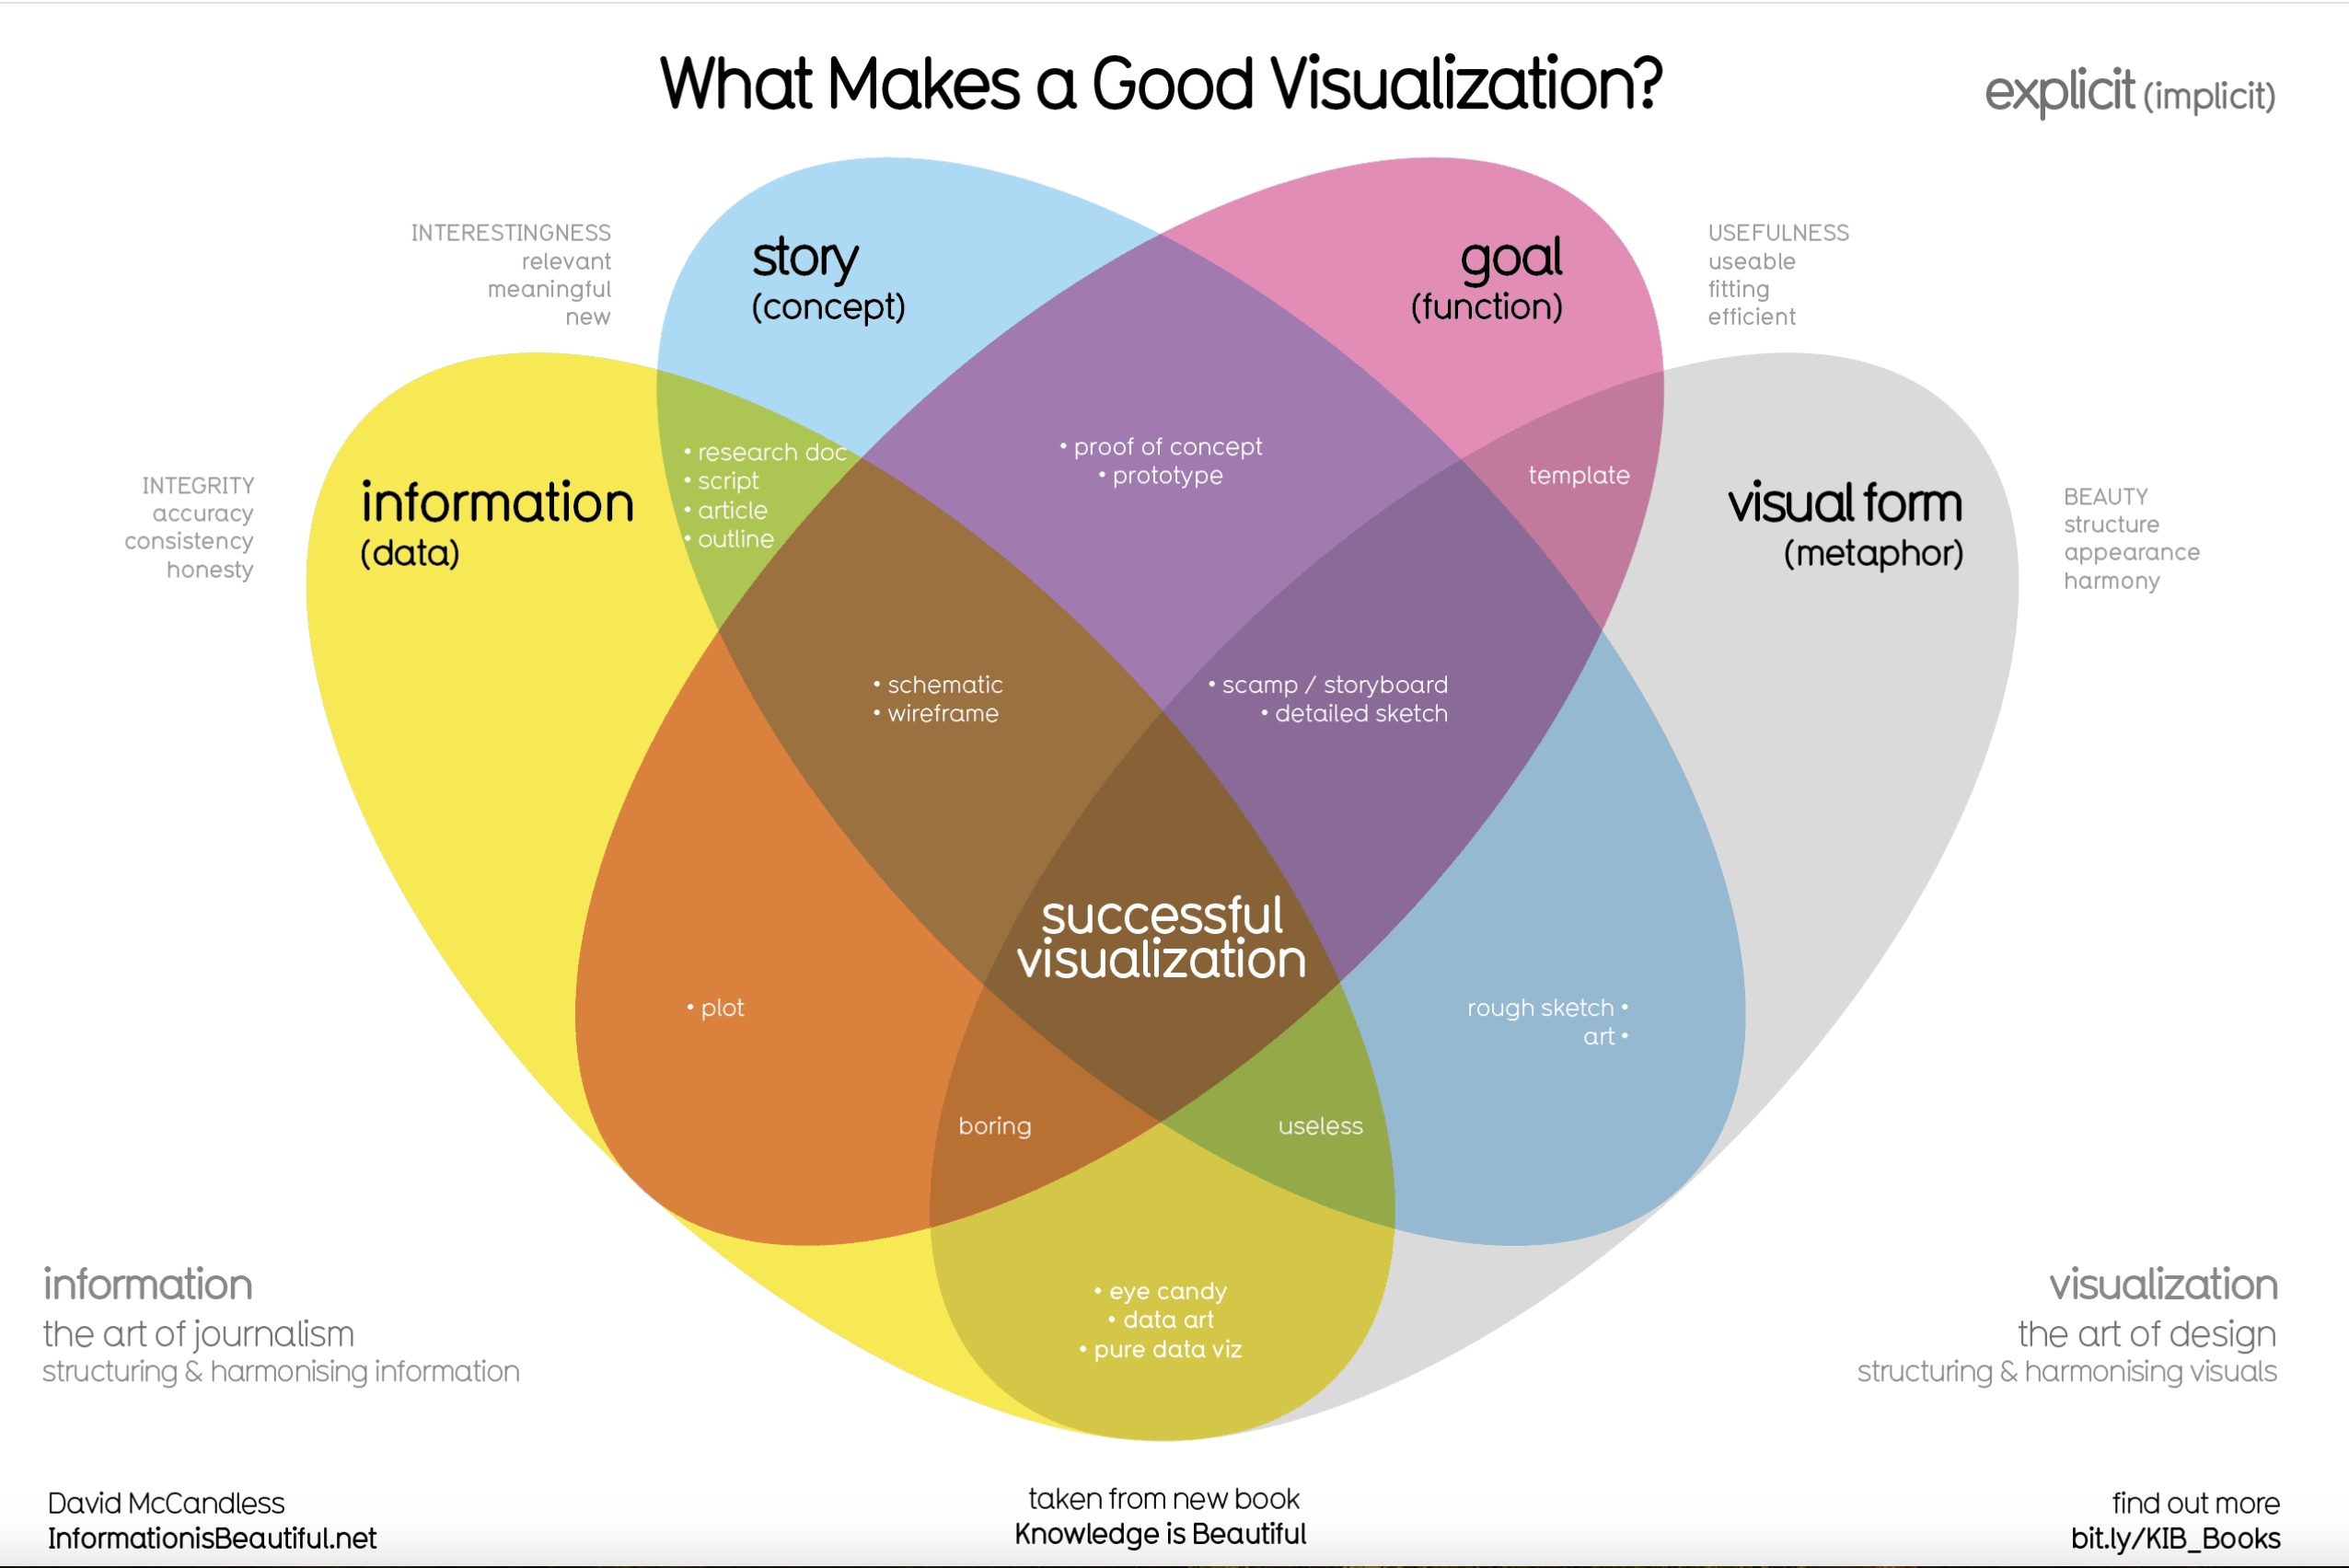 What Makes a Good Visualization?
explicit (implicit)
INTERESTINGNESS
relevant
meaningful
new
story
(concept)
goal
(function)
USEFULNESS
useable
fitting
efficient
INTEGRITY
accuracy
consistency
honesty
information
(data)
• research doc
• script
• article
• outline
• proof of concept
• prototype
template
visual form
(metaphor)
BEAUTY
structure
appearance
harmony
• schematic
• wireframe
• scamp / storyboard
• detailed sketch
successful
visualization
• plot
rough sketch •
art •
boring
useless
• eye candy
• data art
• pure data viz
information
the art of journalism
structuring & harmonising information
visualization
the art of design
structuring & harmonising visuals
David McCandless
InformationisBeautiful.net
taken from new book
Knowledge is Beautiful
find out more
bit.ly/KIB_Books